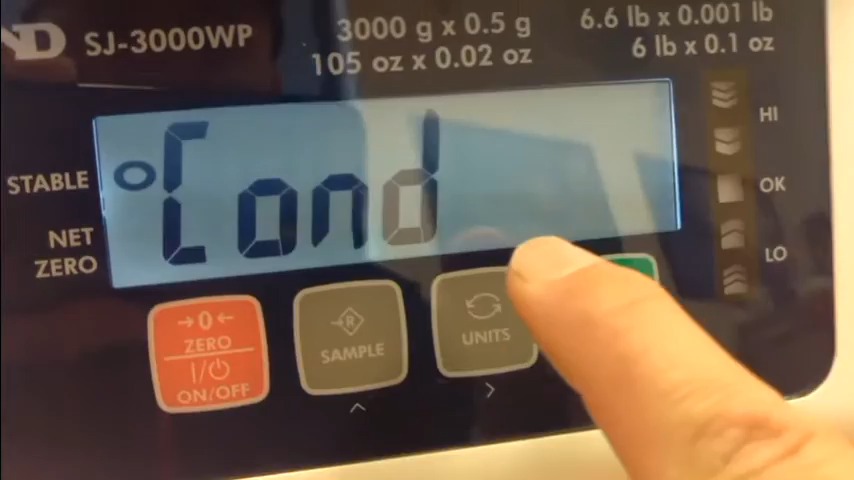 ND SJ-3000WP
3000 g x 0.5 g
6.6 lb x 0.001 lb
105 oz x 0.02 oz
6 lb x 0.1 oz
Cond
STABLE
NET
ZERO
HI
OK
LO
→0←
ZERO
I/⏻
ON/OFF
R
SAMPLE
UNITS